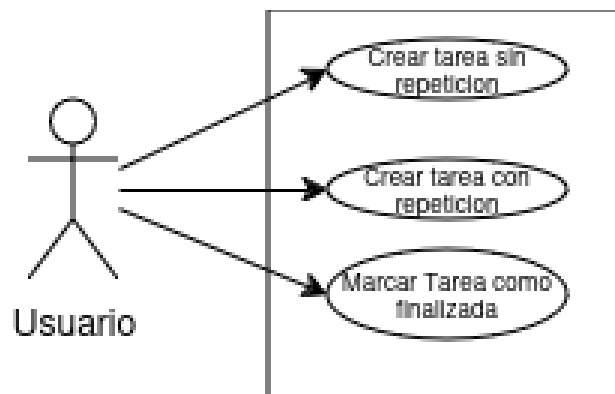 Crear tarea sin
repeticion
Crear tarea con
repeticion
Marcar Tarea como
finalizada
Usuario